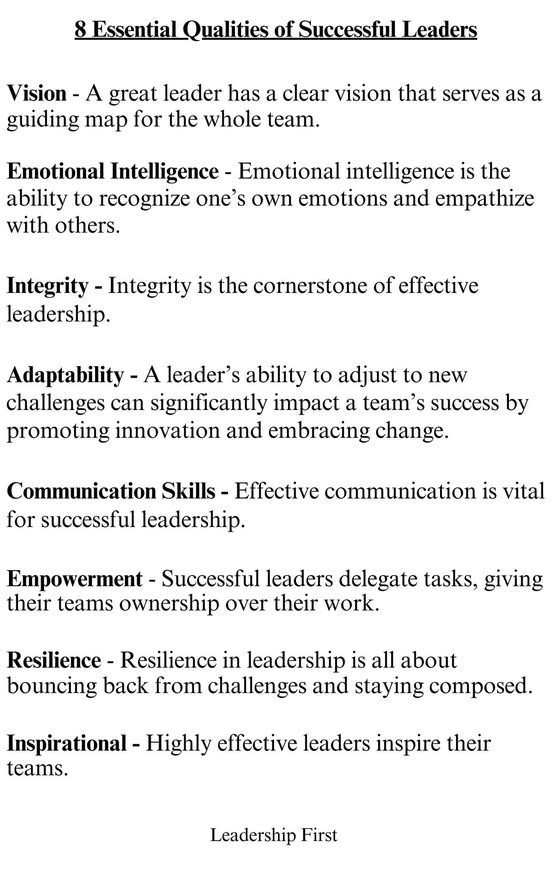 8 Essential Qualities of Successful Leaders
Vision - A great leader has a clear vision that serves as a
guiding map for the whole team.
Emotional Intelligence - Emotional intelligence is the
ability to recognize one’s own emotions and empathize
with others.
Integrity - Integrity is the cornerstone of effective
leadership.
Adaptability - A leader’s ability to adjust to new
challenges can significantly impact a team’s success by
promoting innovation and embracing change.
Communication Skills - Effective communication is vital
for successful leadership.
Empowerment - Successful leaders delegate tasks, giving
their teams ownership over their work.
Resilience - Resilience in leadership is all about
bouncing back from challenges and staying composed.
Inspirational - Highly effective leaders inspire their
teams.
Leadership First